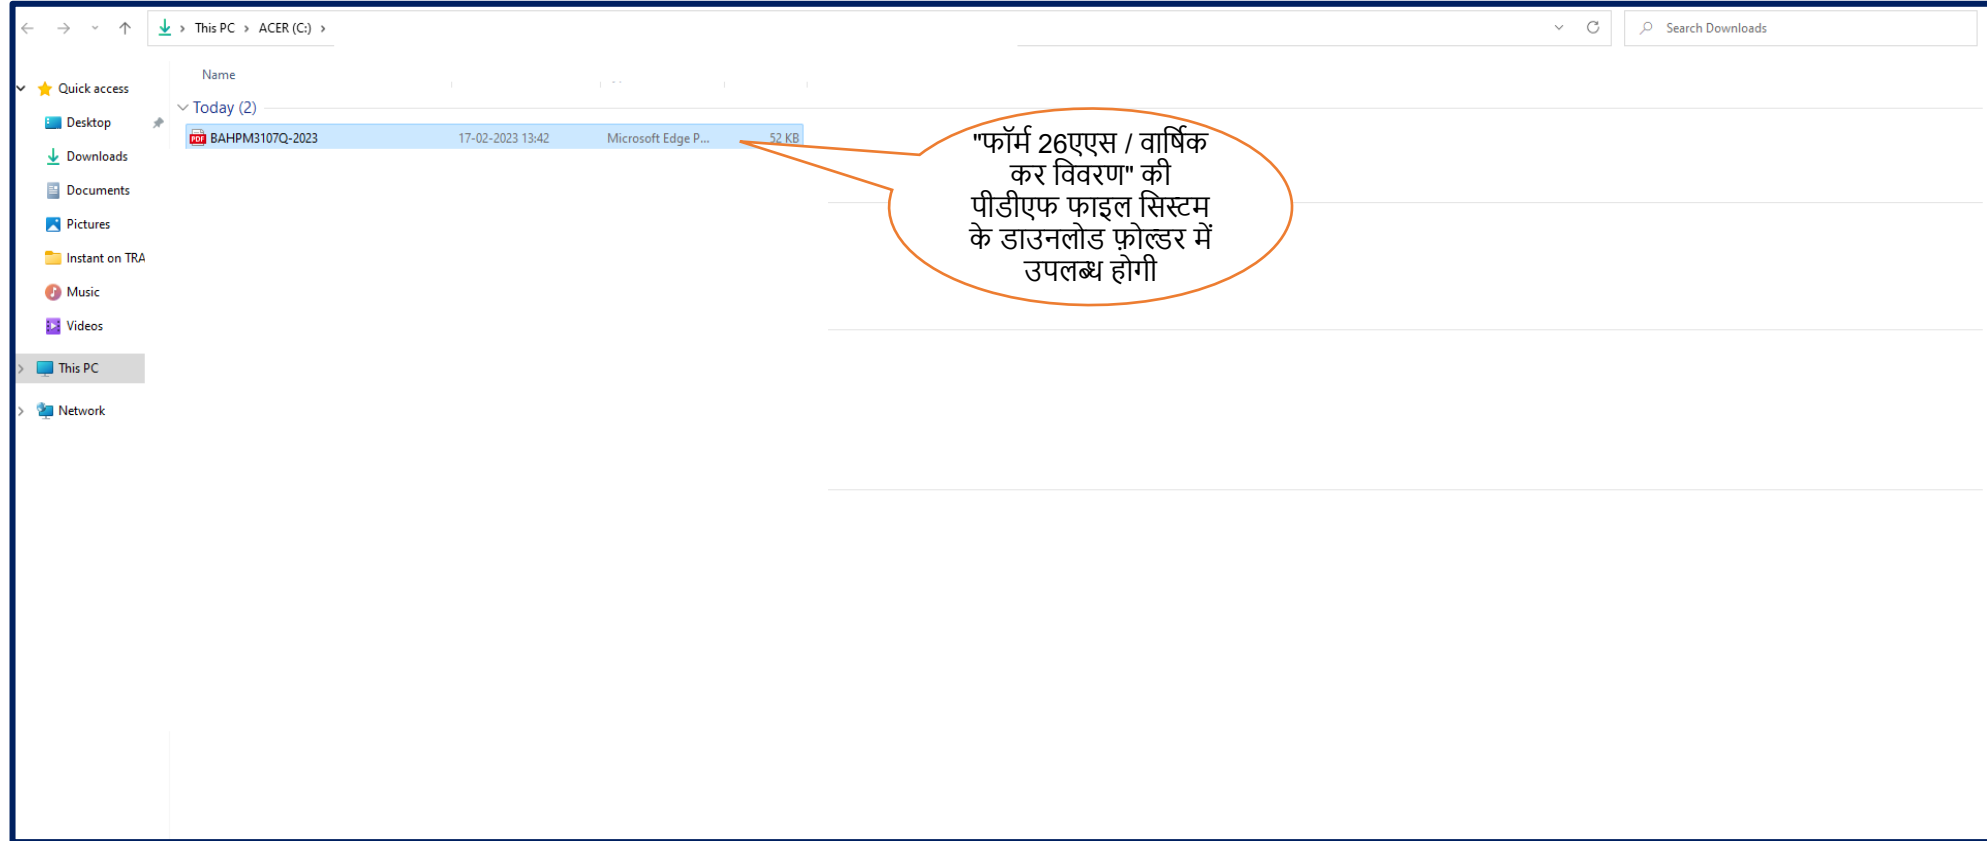 This PC > ACER (C:) >
Search Downloads
Name
Quick access
Today (2)
Desktop
BAHPM3107Q-2023 17-02-2023 13:42 Microsoft Edge P... 52 KB
Downloads
Documents
Pictures
Instant on TRA
Music
Videos
This PC
Network
"फॉर्म 26एएस / वार्षिक
कर विवरण" की
पीडीएफ फाइल सिस्टम
के डाउनलोड फ़ोल्डर में
उपलब्ध होगी